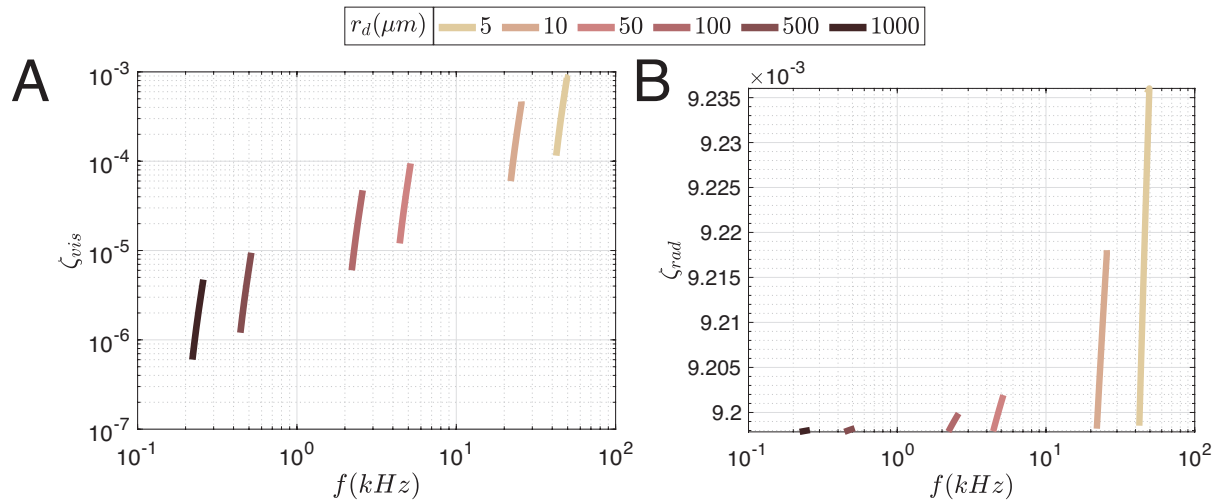 r_d(μm) 5 10 50 100 500 1000
A
10^-3
10^-4
10^-5
10^-6
10^-7
ζ_vis
10^-1 10^0 10^1 10^2
f(kHz)
B
×10^-3
9.235
9.23
9.225
9.22
9.215
9.21
9.205
9.2
ζ_rad
10^-1 10^0 10^1 10^2
f(kHz)